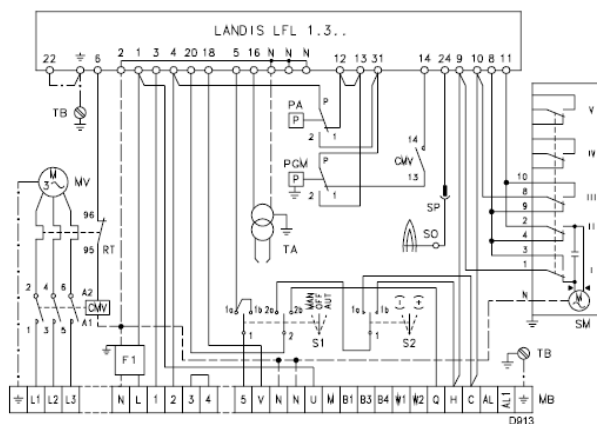 LANDIS LFL 1.3..
22 6 2 1 3 4 20 18 5 16 N N N 12 13 31 14 24 9 10 8 11
TB
P
PA P
2 1
14
CMV
13
P
PGM P
2 1
V
IV
III
II
I
10
8
9
2
4
3
1
N
M
SM
MV
M
3
96
95 RT
TA
SP
SO
2 4 6 A2
CMV
1 3 5 A1
1a 1b 2a 2b
MAN
OFF
AUT
1 2 S1
1a 1b
(-) (+)
1 S2
F1
TB
L1 L2 L3 N L 1 2 3 4 5 V N N U M B1 B3 B4 W1 W2 Q H C AL AL1 MB
D913